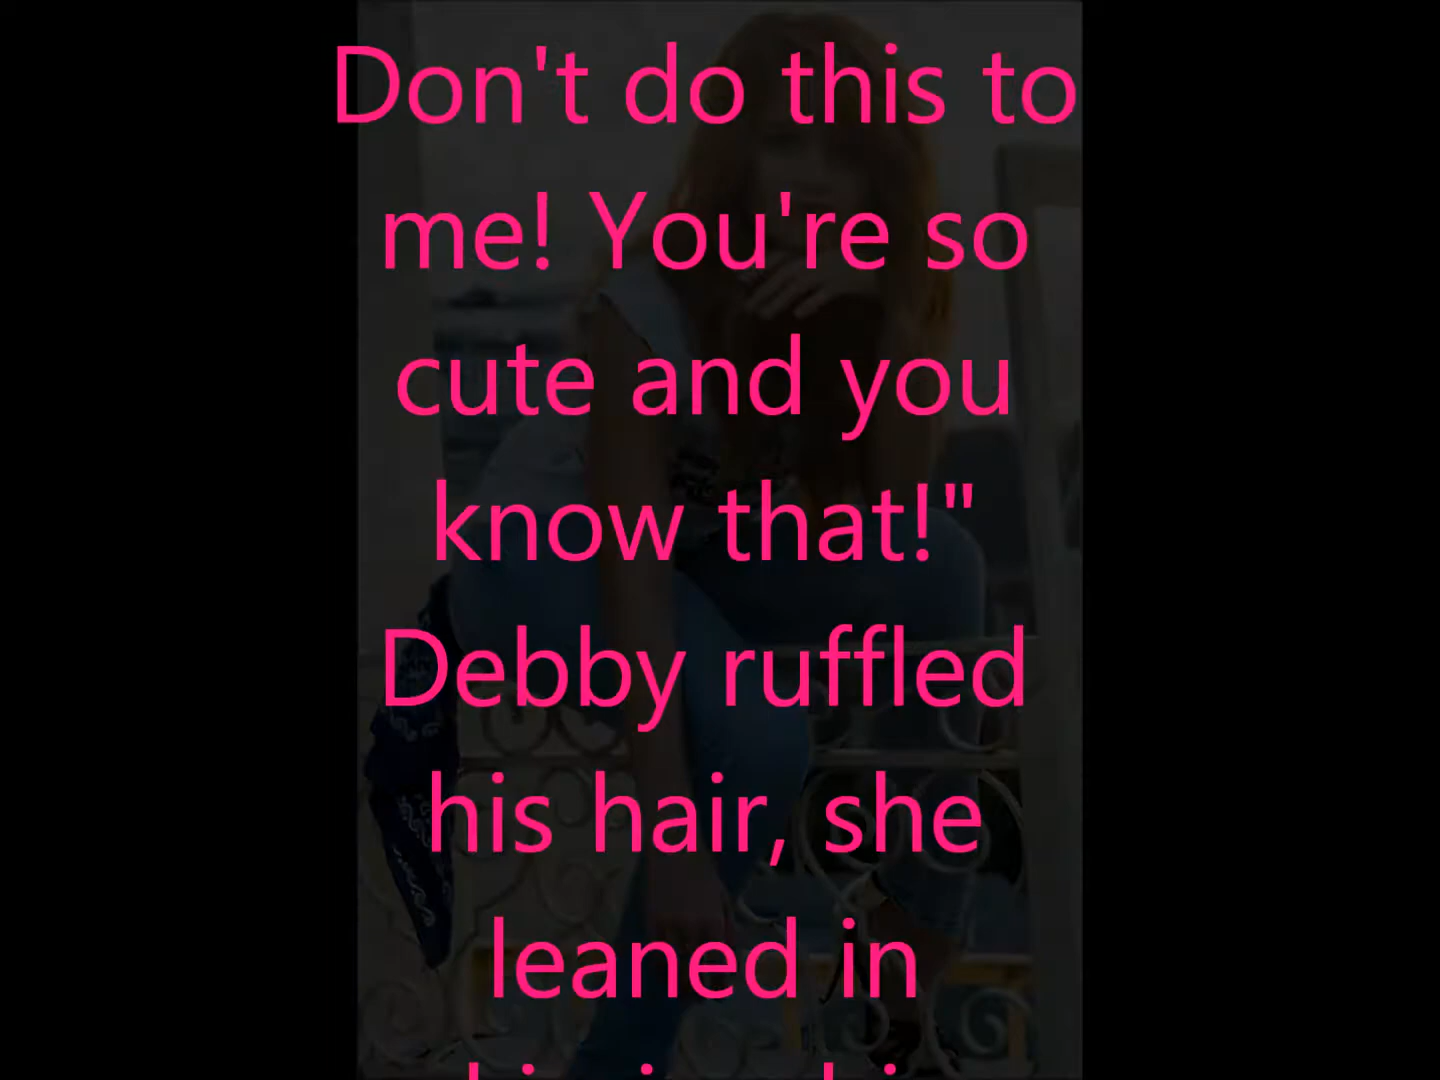 Don't do this to
me! You're so
cute and you
know that!"
Debby ruffled
his hair, she
leaned in